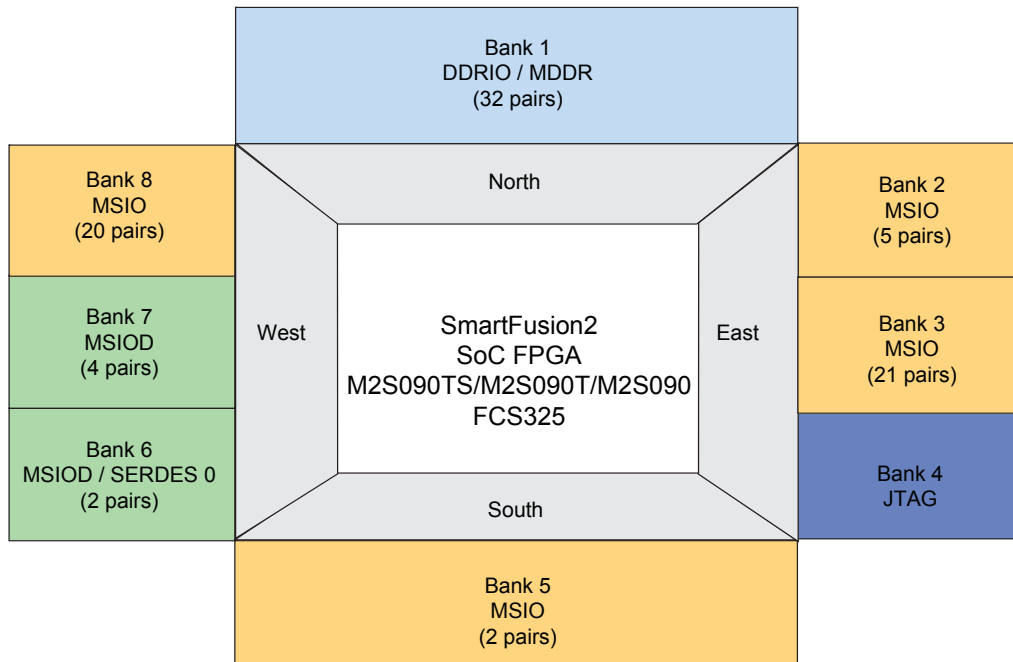 Bank 1
DDRIO / MDDR
(32 pairs)
Bank 8
MSIO
(20 pairs)
North
Bank 2
MSIO
(5 pairs)
Bank 7
MSIOD
(4 pairs)
West
SmartFusion2
SoC FPGA
M2S090TS/M2S090T/M2S090
FCS325
East
Bank 3
MSIO
(21 pairs)
Bank 6
MSIOD / SERDES 0
(2 pairs)
South
Bank 4
JTAG
Bank 5
MSIO
(2 pairs)